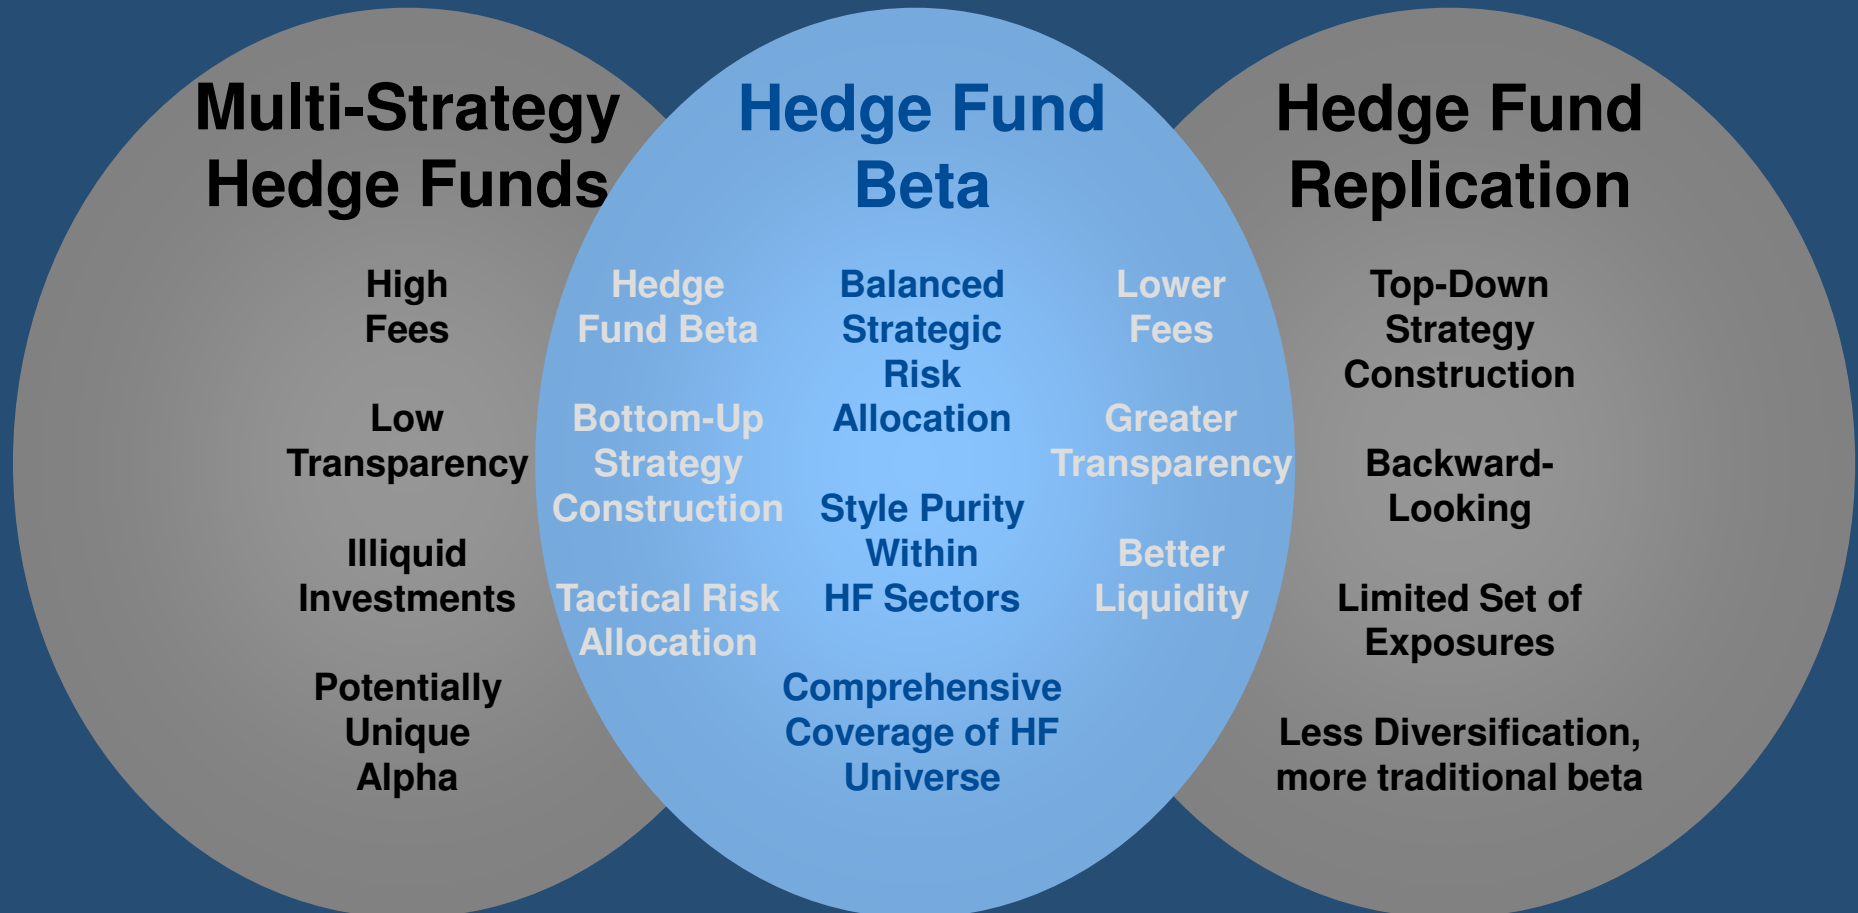 Multi-Strategy
Hedge Funds
High
Fees
Low
Transparency
Illiquid
Investments
Potentially
Unique
Alpha
Hedge
Fund Beta
Bottom-Up
Strategy
Construction
Tactical Risk
Allocation
Hedge Fund
Beta
Balanced
Strategic
Risk
Allocation
Style Purity
Within
HF Sectors
Comprehensive
Coverage of HF
Universe
Lower
Fees
Greater
Transparency
Better
Liquidity
Hedge Fund
Replication
Top-Down
Strategy
Construction
Backward-
Looking
Limited Set of
Exposures
Less Diversification,
more traditional beta